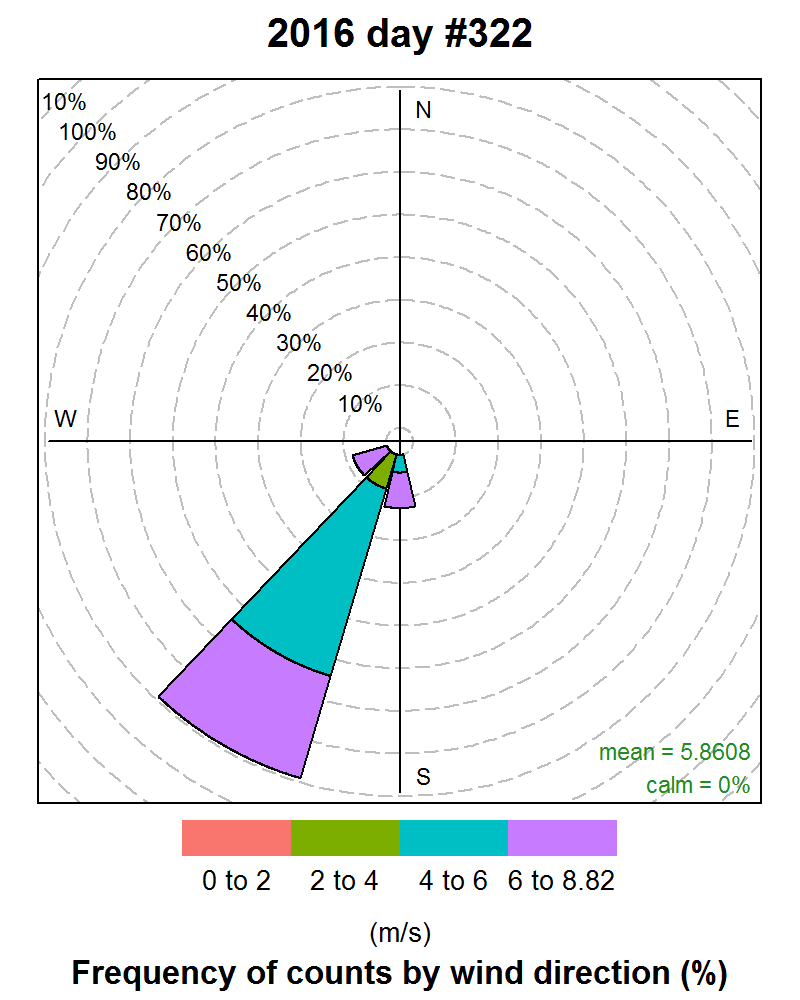 2016 day #322
10%
100%
90%
80%
70%
60%
50%
40%
30%
20%
10%
N
W
E
S
mean = 5.8608
calm = 0%
0 to 2 2 to 4 4 to 6 6 to 8.82
(m/s)
Frequency of counts by wind direction (%)